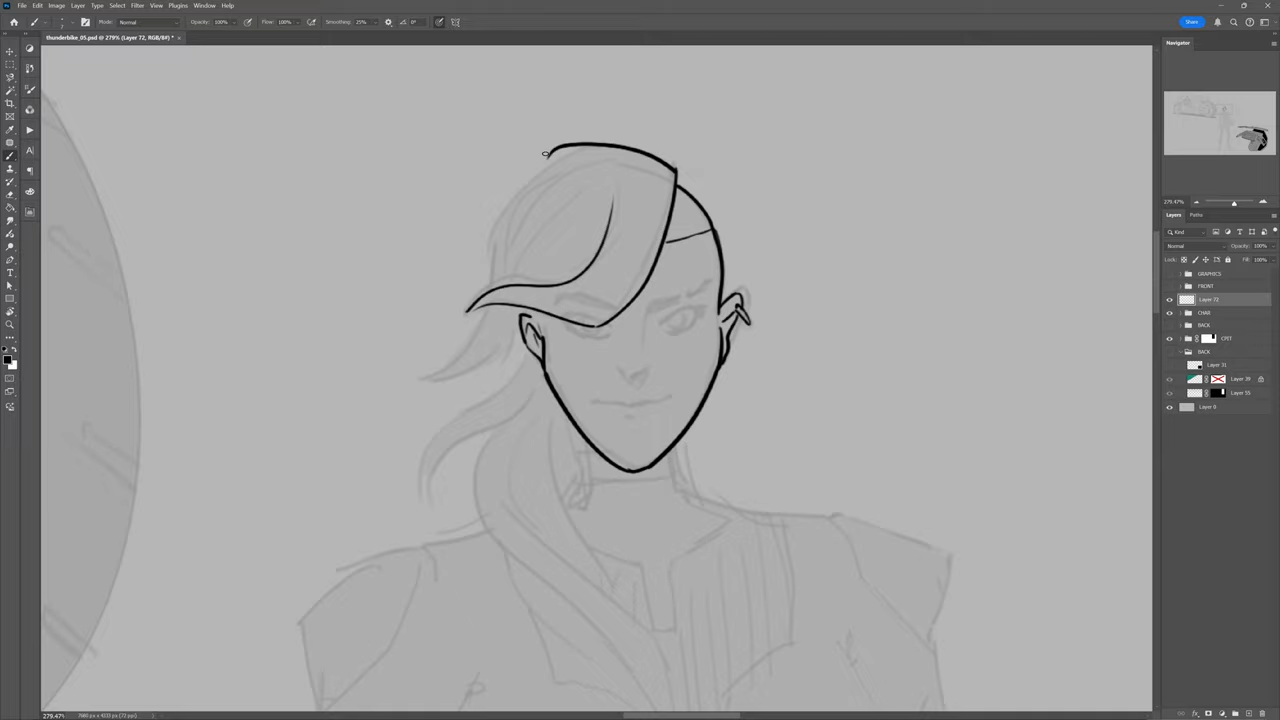 File Edit Image Layer Type Select Filter View Plugins Window Help
Mode: Normal Opacity: 100% Flow: 100% Smoothing: 25% 0° Share
thunderbike_05.psd @ 279% (Layer 72, RGB/8#) *
Navigator
279.47%
Layers Paths
Kind
Normal Opacity: 100%
Lock: Fill: 100%
GRAPHICS
FRONT
Layer 72
CHAR
BACK
BACK
Layer 31
Layer 39
Layer 55
Layer 0
279.47%